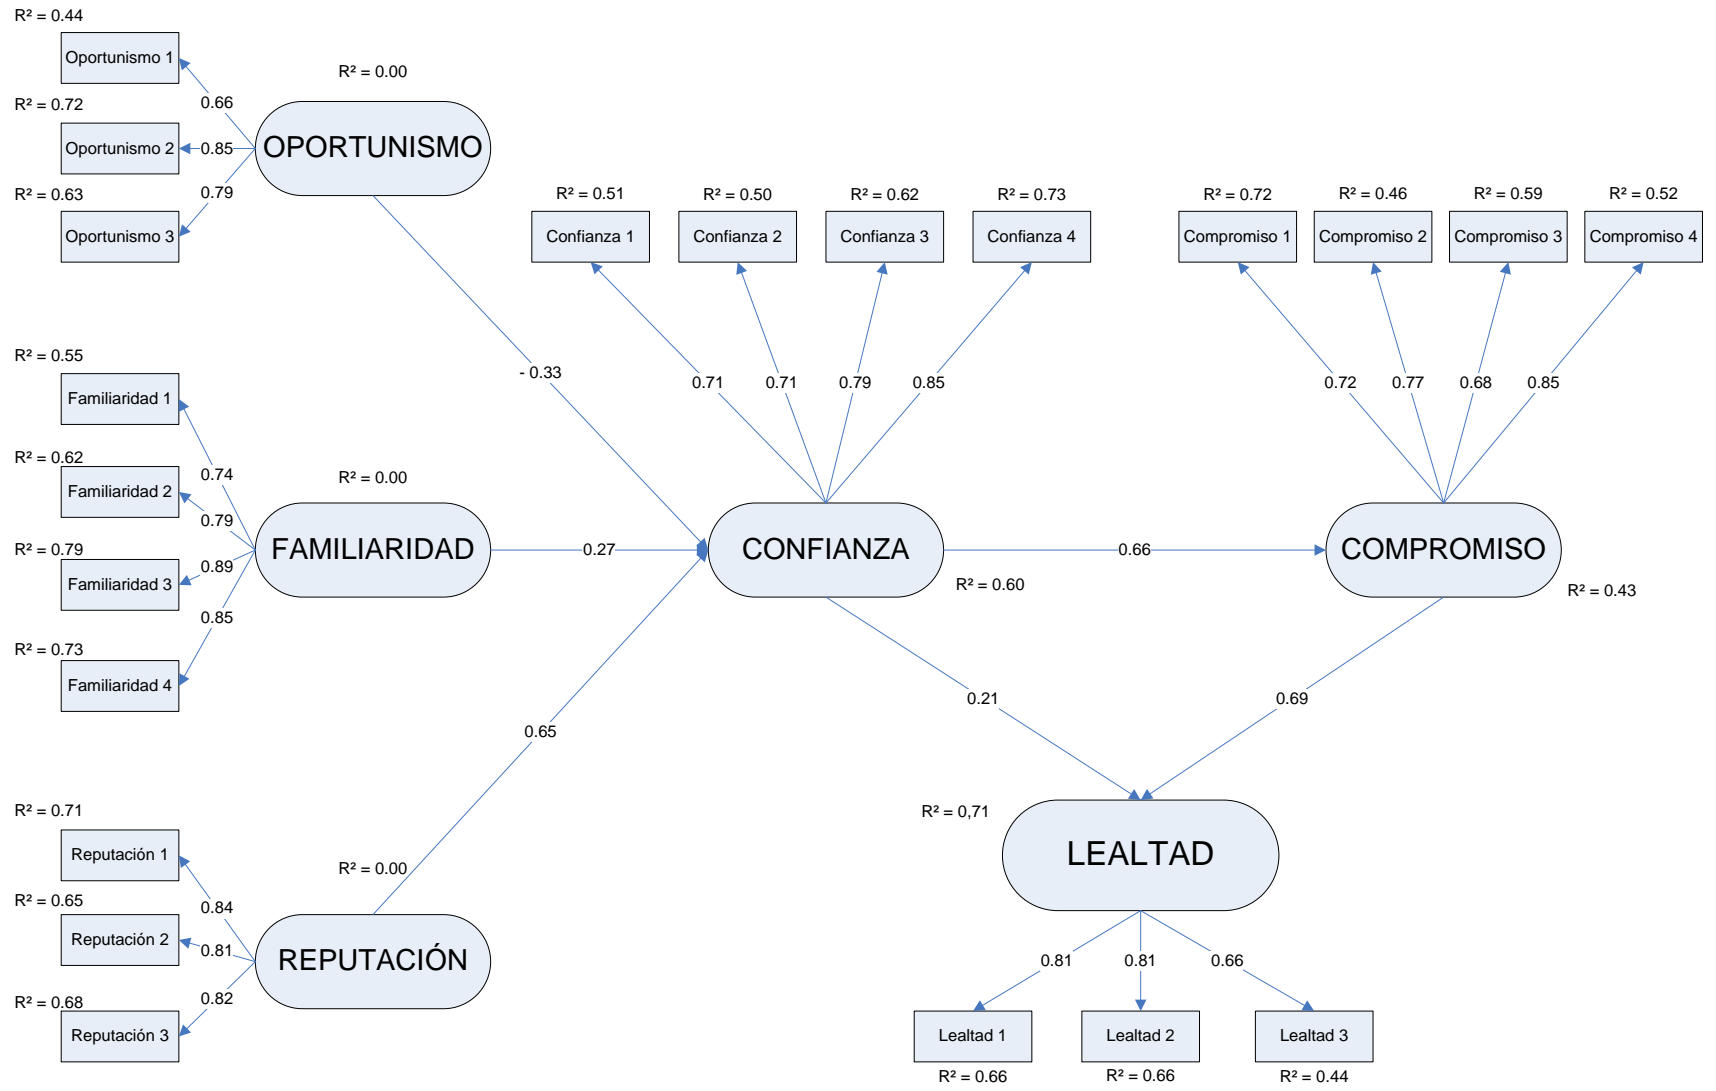 R² = 0.44
Oportunismo 1
R² = 0.00
0.66
R² = 0.72
Oportunismo 2
0.85
OPORTUNISMO
R² = 0.63
0.79
Oportunismo 3
R² = 0.51
R² = 0.50
R² = 0.62
R² = 0.73
Confianza 1
Confianza 2
Confianza 3
Confianza 4
R² = 0.72
R² = 0.46
R² = 0.59
R² = 0.52
Compromiso 1
Compromiso 2
Compromiso 3
Compromiso 4
- 0.33
0.71
0.71
0.79
0.85
0.72
0.77
0.68
0.85
R² = 0.55
Familiaridad 1
0.74
R² = 0.62
Familiaridad 2
0.79
R² = 0.00
R² = 0.79
Familiaridad 3
0.89
FAMILIARIDAD
0.27
CONFIANZA
0.66
COMPROMISO
R² = 0.60
R² = 0.43
0.85
R² = 0.73
Familiaridad 4
0.65
0.21
0.69
R² = 0.71
Reputación 1
R² = 0.00
0.84
R² = 0.65
Reputación 2
0.81
REPUTACIÓN
0.82
R² = 0.68
Reputación 3
R² = 0,71
LEALTAD
0.81
0.81
0.66
Lealtad 1
Lealtad 2
Lealtad 3
R² = 0.66
R² = 0.66
R² = 0.44